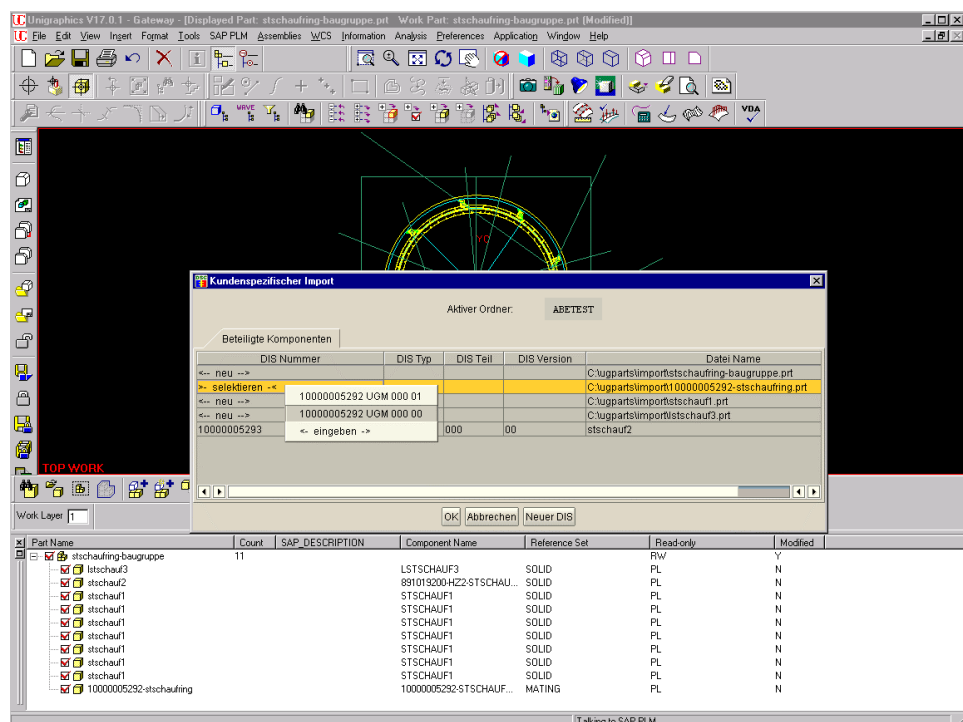 Unigraphics V17.0.1 - Gateway - [Displayed Part: stschaufring-baugruppe.prt Work Part: stschaufring-baugruppe.prt (Modified)]
File Edit View Insert Format Tools SAP PLM Assemblies WCS Information Analysis Preferences Application Window Help
WAVE
VDA
YC
Kundenspezifischer Import
Aktiver Ordner: ABETEST
Beteiligte Komponenten
DIS Nummer DIS Typ DIS Teil DIS Version Datei Name
<-- neu --> C:\ugparts\import\stschaufring-baugruppe.prt
>- selektieren -< C:\ugparts\import\10000005292-stschaufring.prt
10000005292 UGM 000 01
<-- neu --> C:\ugparts\import\stschauf1.prt
10000005292 UGM 000 00
<-- neu --> C:\ugparts\import\lstschauf3.prt
<- eingeben ->
10000005293 000 00 stschauf2
TOP WORK
Work Layer 1
OK Abbrechen Neuer DIS
Part Name Count SAP_DESCRIPTION Component Name Reference Set Read-only Modified
stschaufring-baugruppe 11 RW Y
lstschauf3 LSTSCHAUF3 SOLID PL N
stschauf2 891019200-HZ2-STSCHAU... SOLID PL N
stschauf1 STSCHAUF1 SOLID PL N
stschauf1 STSCHAUF1 SOLID PL N
stschauf1 STSCHAUF1 SOLID PL N
stschauf1 STSCHAUF1 SOLID PL N
stschauf1 STSCHAUF1 SOLID PL N
stschauf1 STSCHAUF1 SOLID PL N
stschauf1 STSCHAUF1 SOLID PL N
10000005292-stschaufring 10000005292-STSCHAUF... MATING PL N
Talking to SAP PLM